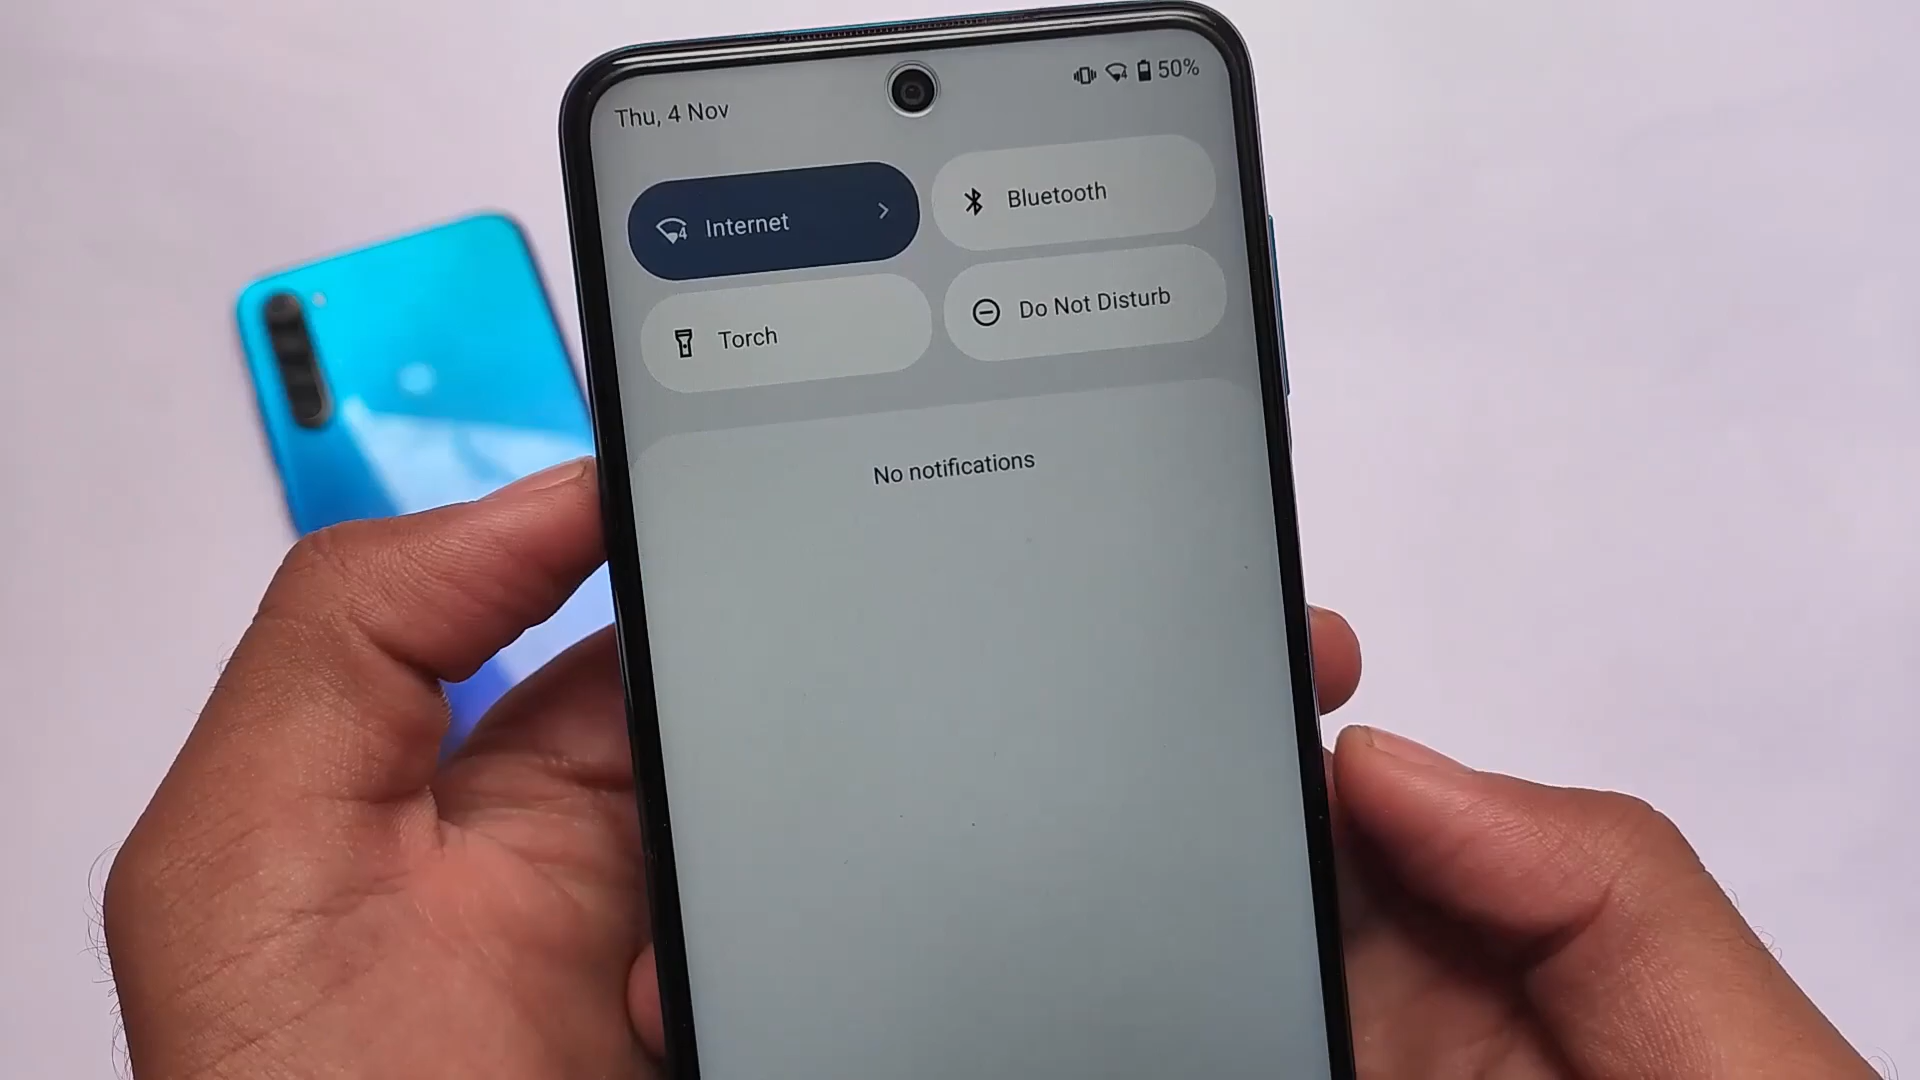 Thu, 4 Nov
50%
Internet
Bluetooth
Torch
Do Not Disturb
No notifications